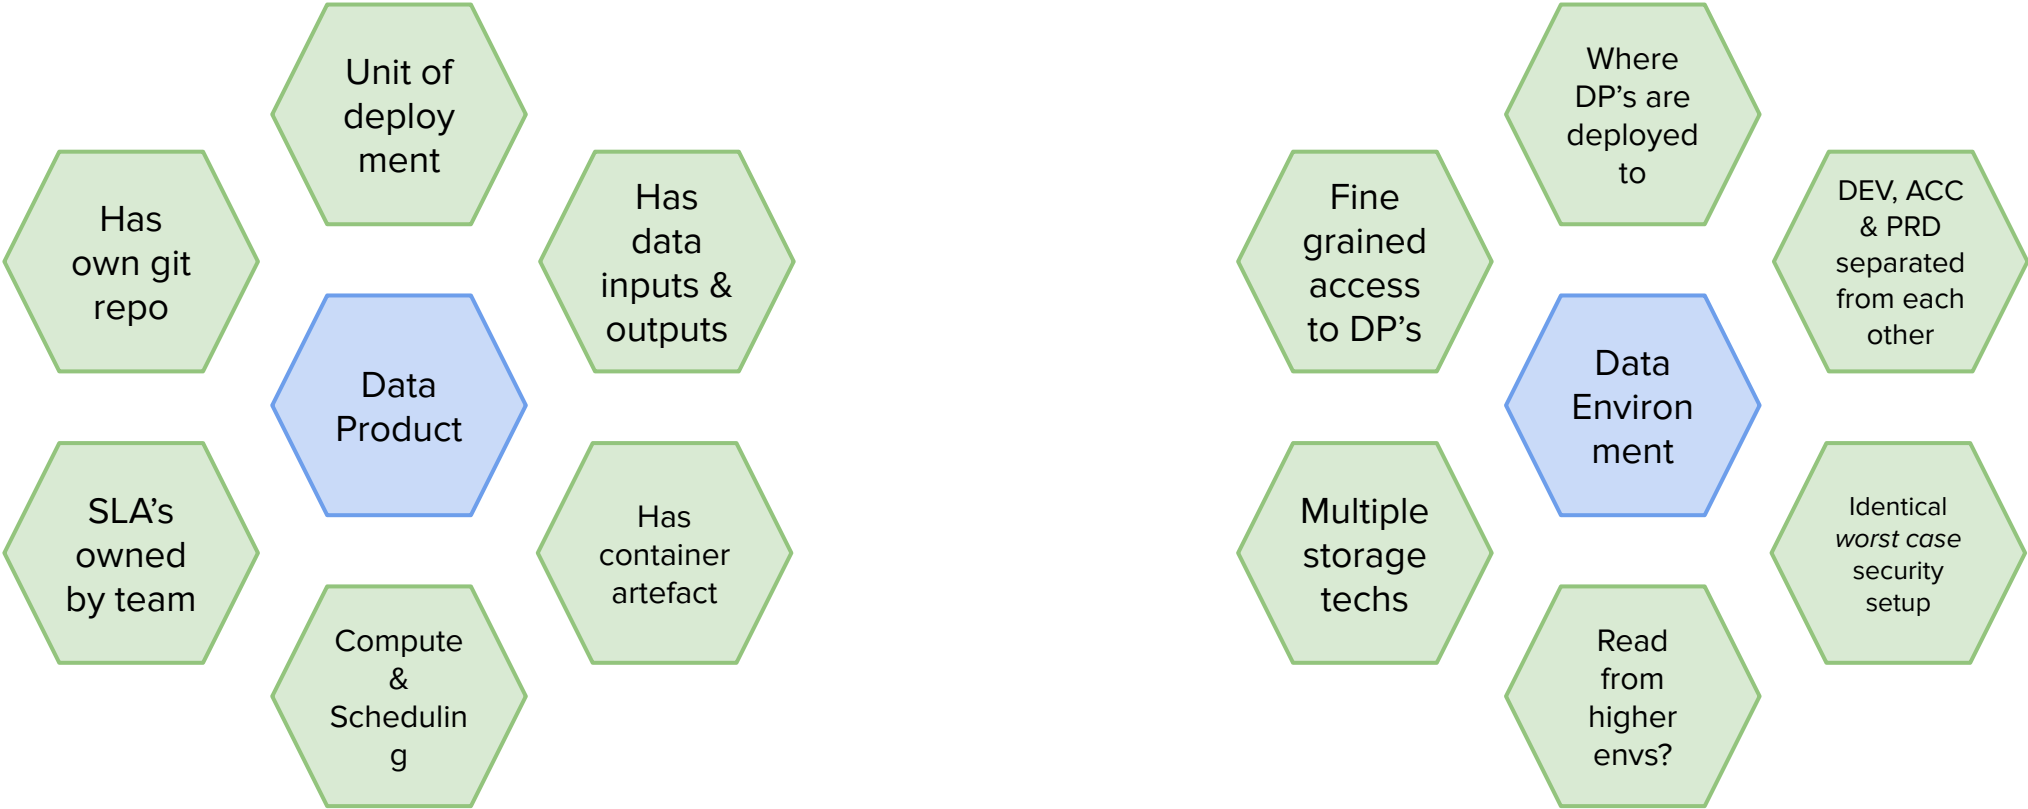 Unit of
deploy
ment
Has
own git
repo
Has
data
inputs &
outputs
Data
Product
SLA’s
owned
by team
Has
container
artefact
Compute
&
Schedulin
g
Where
DP’s are
deployed
to
Fine
grained
access
to DP’s
DEV, ACC
& PRD
separated
from each
other
Data
Environ
ment
Multiple
storage
techs
Identical
worst case
security
setup
Read
from
higher
envs?